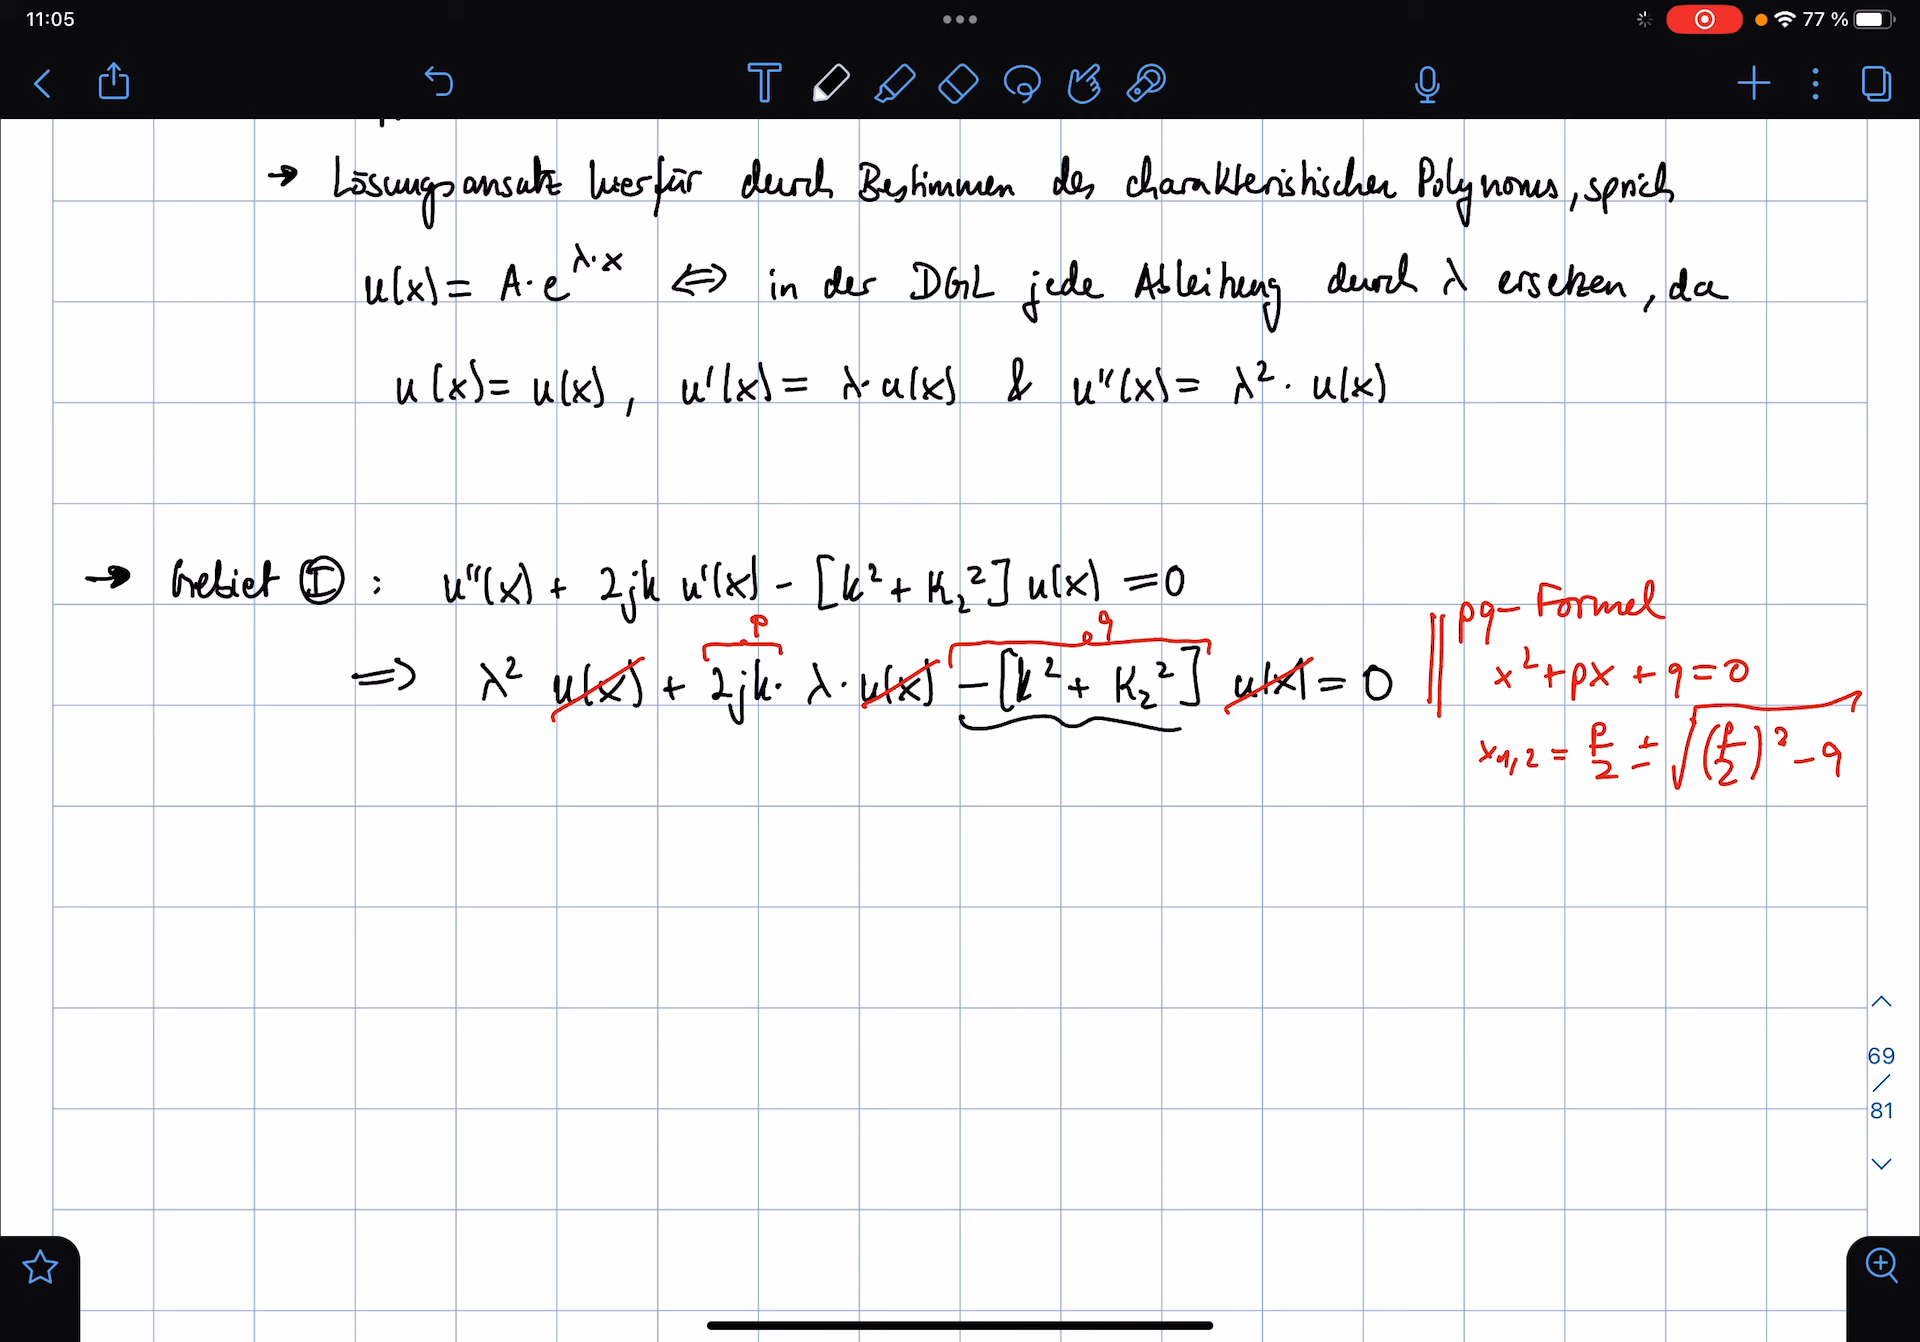 11:05
77 %
→ Lösungsansatz hierfür durch Bestimmen des charakteristischen Polynoms, sprich
u(x) = A·e^{λ·x} ⇔ in der DGL jede Ableitung durch λ ersetzen, da
u(x) = u(x), u'(x) = λ·u(x) & u''(x) = λ²·u(x)
→ Gebiet Ⓘ : u''(x) + 2jk u'(x) - [k² + K₂²] u(x) = 0
p q
⇒ λ² u(x) + 2jk·λ·u(x) - [k² + K₂²] u(x) = 0
pq-Formel
x² + px + q = 0
x₁,₂ = p/2 ± √((p/2)² - q)
69
/
81